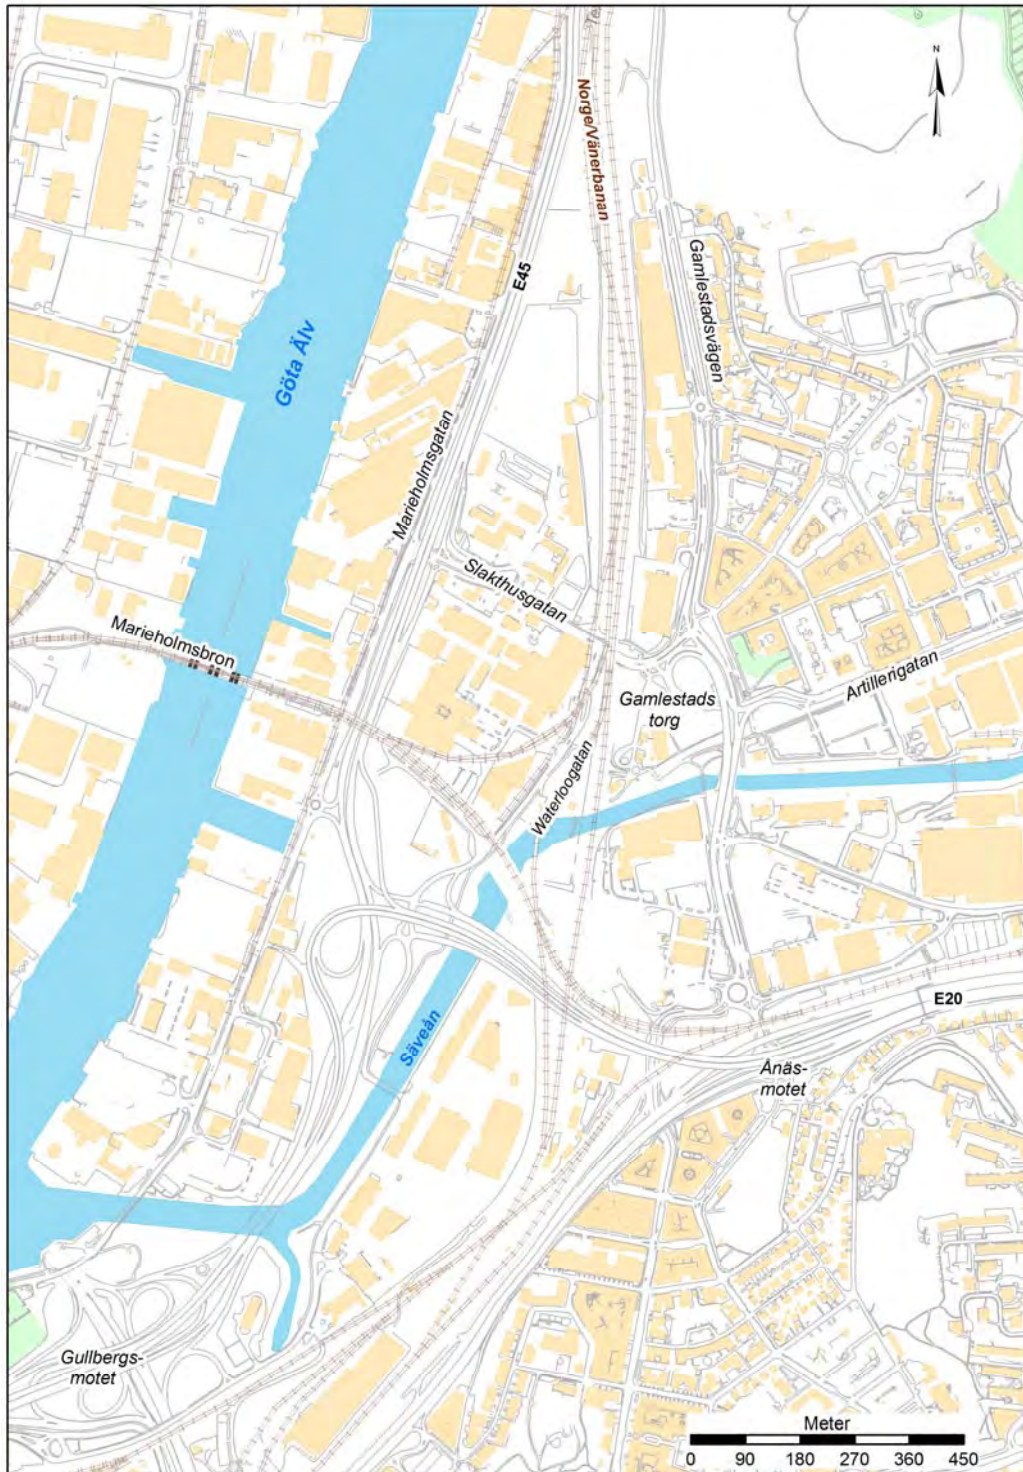 N
Norge/Vänerbanan
E45
Gamlestadsvägen
Göta Älv
Marieholmsgatan
Slakthusgatan
Marieholmsbron
Gamlestads
torg
Artillerigatan
Waterloogatan
E20
Säveån
Ånäs-
motet
Gullbergs-
motet
Meter
0 90 180 270 360 450